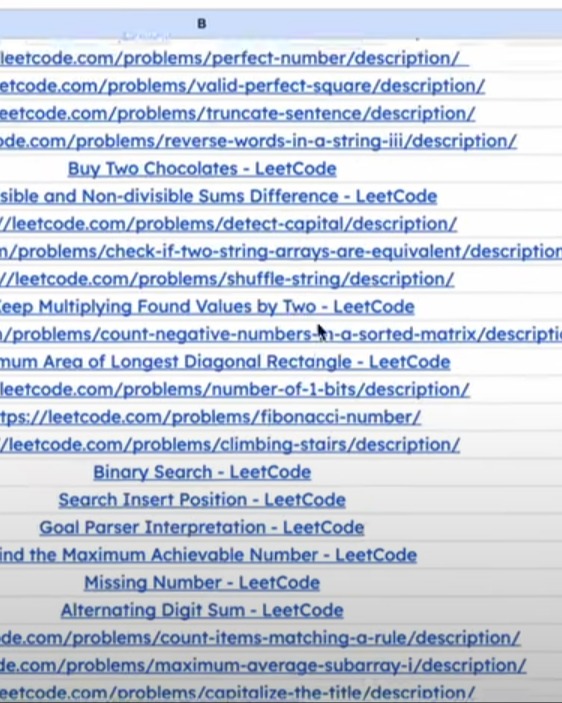 B
leetcode.com/problems/perfect-number/description/
eetcode.com/problems/valid-perfect-square/description/
eetcode.com/problems/truncate-sentence/description/
ode.com/problems/reverse-words-in-a-string-iii/description/
Buy Two Chocolates - LeetCode
sible and Non-divisible Sums Difference - LeetCode
//leetcode.com/problems/detect-capital/description/
m/problems/check-if-two-string-arrays-are-equivalent/description
//leetcode.com/problems/shuffle-string/description/
Keep Multiplying Found Values by Two - LeetCode
/problems/count-negative-numbers-in-a-sorted-matrix/descripti
mum Area of Longest Diagonal Rectangle - LeetCode
leetcode.com/problems/number-of-1-bits/description/
tps://leetcode.com/problems/fibonacci-number/
/leetcode.com/problems/climbing-stairs/description/
Binary Search - LeetCode
Search Insert Position - LeetCode
Goal Parser Interpretation - LeetCode
ind the Maximum Achievable Number - LeetCode
Missing Number - LeetCode
Alternating Digit Sum - LeetCode
de.com/problems/count-items-matching-a-rule/description/
de.com/problems/maximum-average-subarray-i/description/
eetcode.com/problems/capitalize-the-title/description/